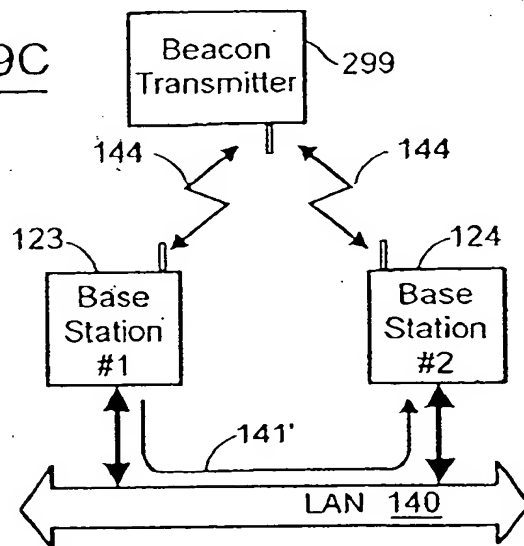 9C
Beacon
Transmitter
299
144
144
123
124
Base
Station
#1
Base
Station
#2
141'
LAN 140